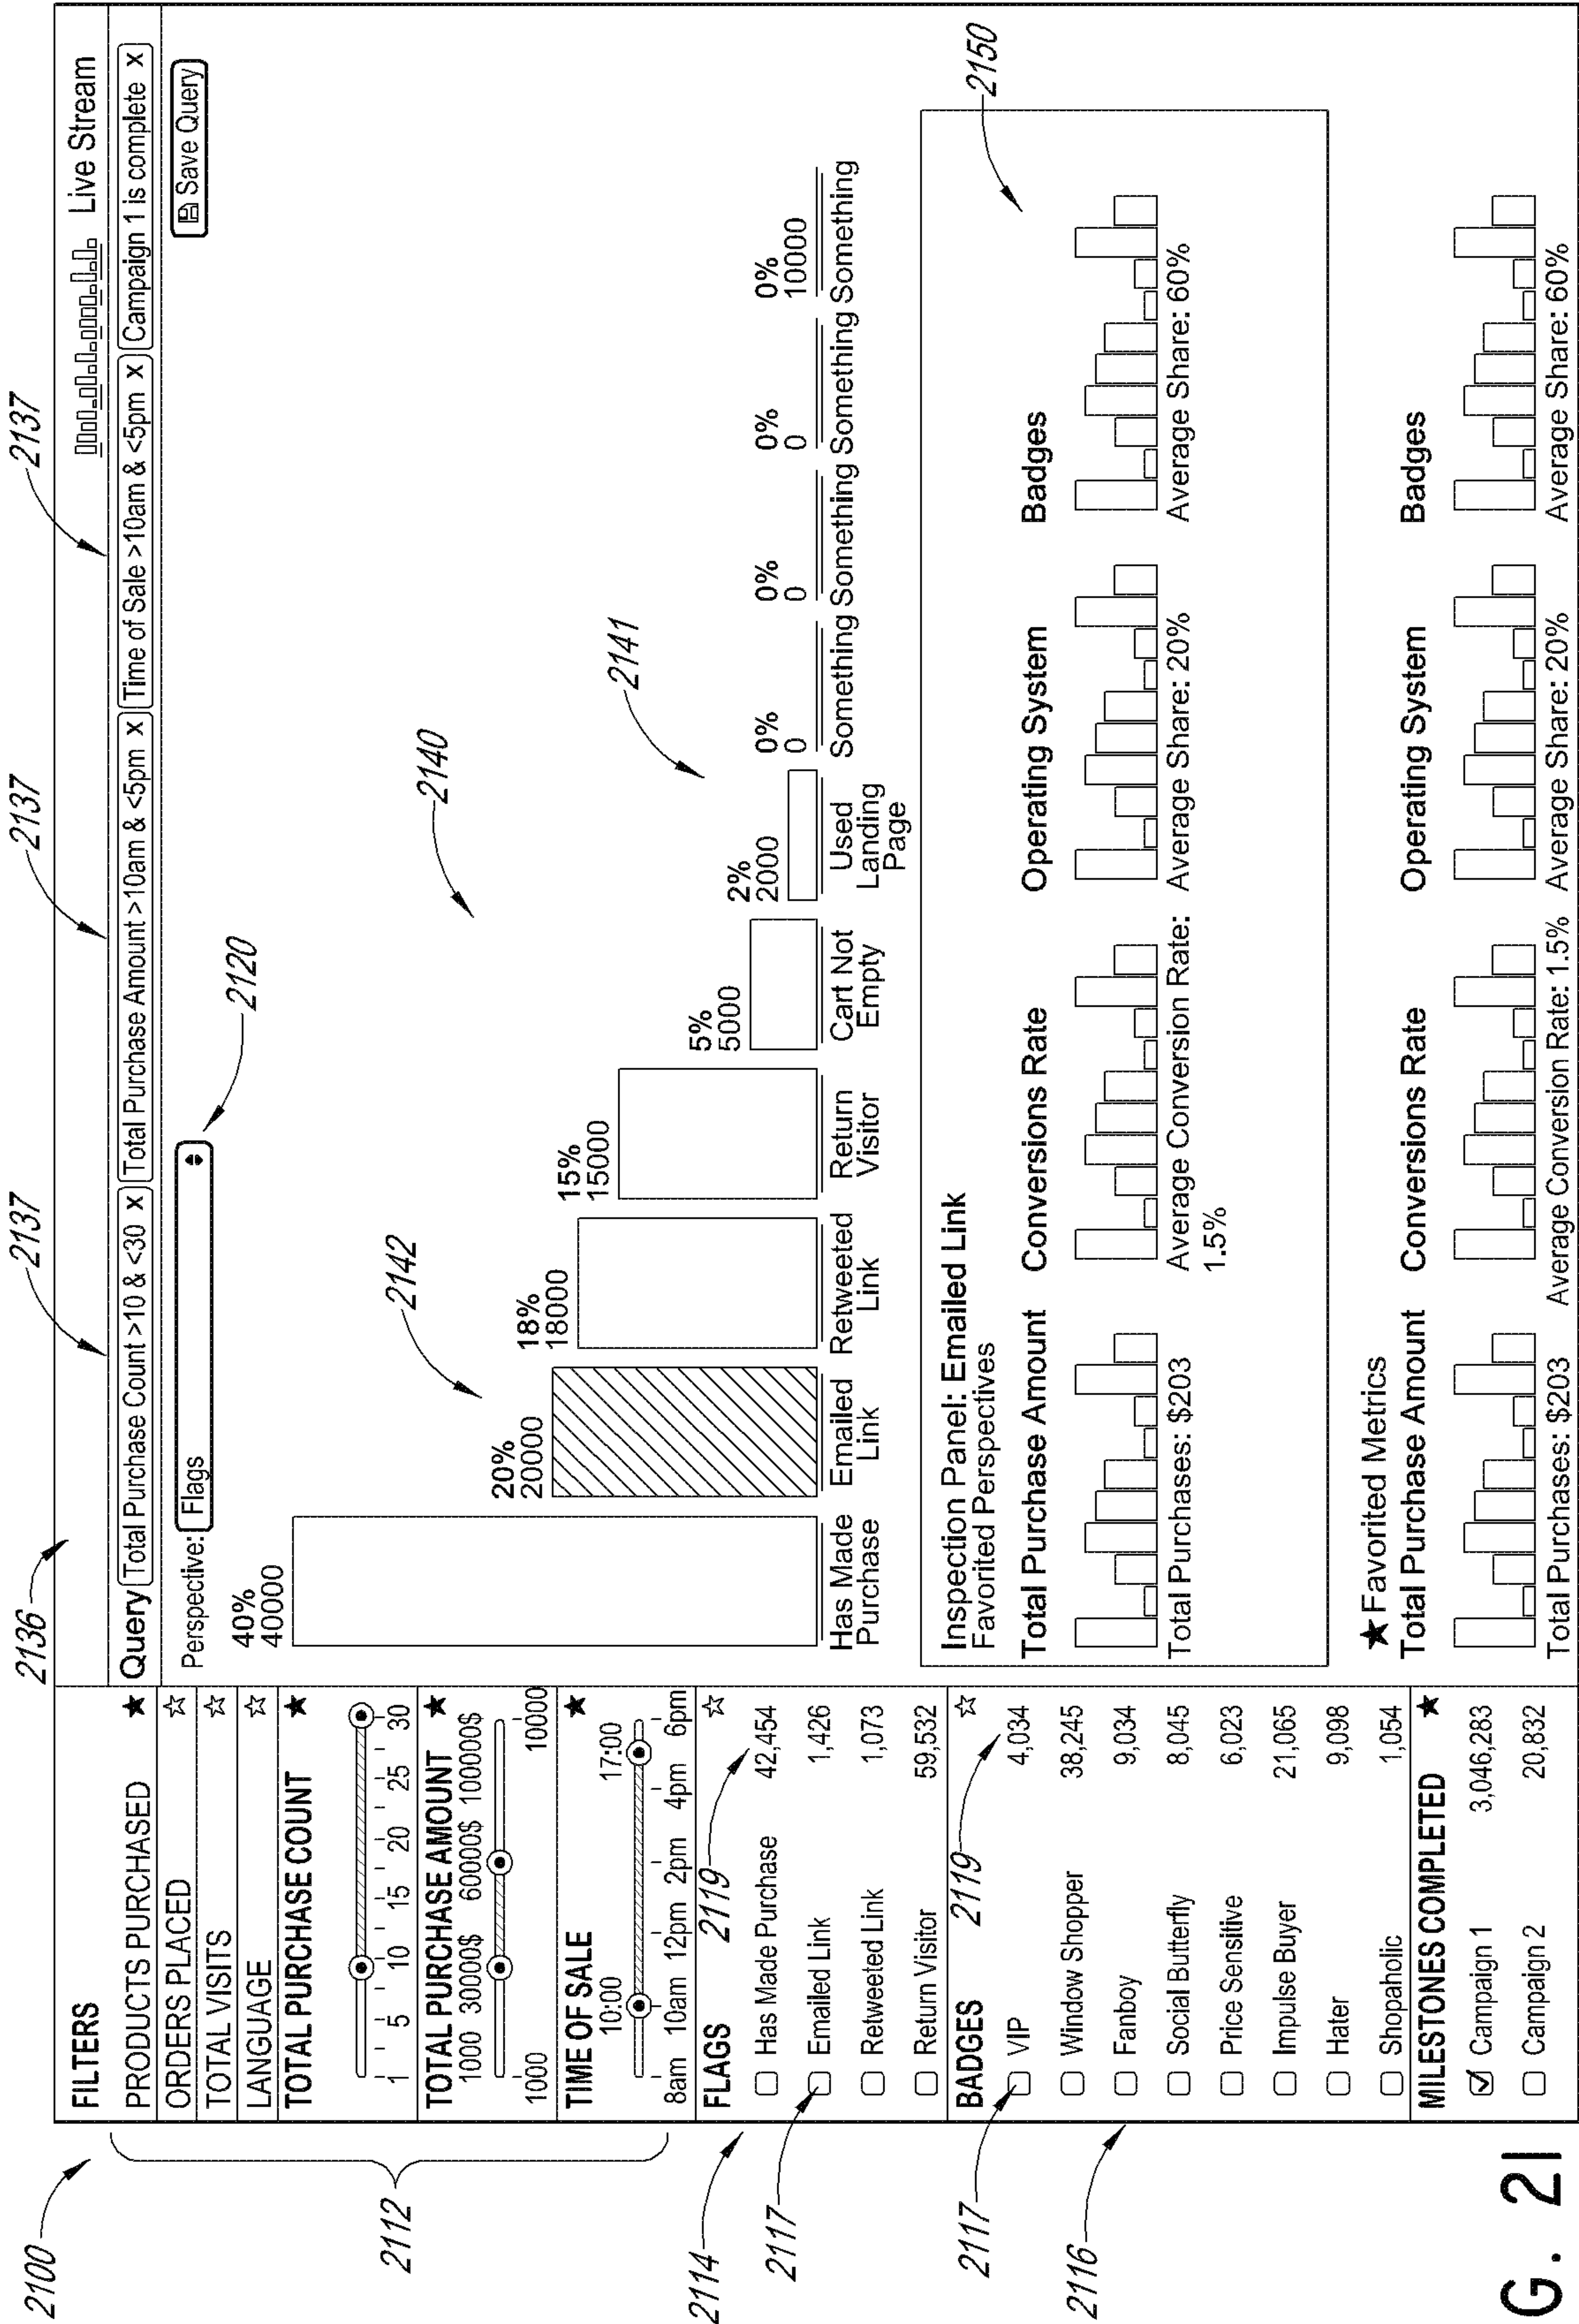 2100
2136
2137
2137
2137
FILTERS
Live Stream
PRODUCTS PURCHASED ★
ORDERS PLACED ☆
TOTAL VISITS ☆
LANGUAGE ☆
TOTAL PURCHASE COUNT ★
1 5 10 15 20 25 30
TOTAL PURCHASE AMOUNT ★
1000 30000$ 60000$ 100000$
1000 10000
TIME OF SALE ★
10:00 17:00
8am 10am 12pm 2pm 4pm 6pm
2112
FLAGS ☆
2119
2114
Has Made Purchase 42,454
Emailed Link 1,426
Retweeted Link 1,073
Return Visitor 59,532
2117
BADGES ☆
2119
VIP 4,034
Window Shopper 38,245
Fanboy 9,034
Social Butterfly 8,045
Price Sensitive 6,023
Impulse Buyer 21,065
Hater 9,098
Shopaholic 1,054
2117
2116
MILESTONES COMPLETED ★
Campaign 1 3,046,283
Campaign 2 20,832
Query Total Purchase Count >10 & <30 x Total Purchase Amount >10am & <5pm x Time of Sale >10am & <5pm x Campaign 1 is complete x
Perspective: Flags
2120
Save Query
40%
40000
Has Made
Purchase
2142
20%
20000
Emailed
Link
18%
18000
Retweeted
Link
15%
15000
Return
Visitor
2140
5%
5000
Cart Not
Empty
2141
2%
2000
Used
Landing
Page
0%
0
Something
0%
0
Something
0%
0
Something
0%
10000
Something
2150
Inspection Panel: Emailed Link
Favorited Perspectives
Total Purchase Amount Conversions Rate Operating System Badges
Total Purchases: $203 Average Conversion Rate: Average Share: 20% Average Share: 60%
1.5%
★ Favorited Metrics
Total Purchase Amount Conversions Rate Operating System Badges
Total Purchases: $203 Average Conversion Rate: 1.5% Average Share: 20% Average Share: 60%
G. 21